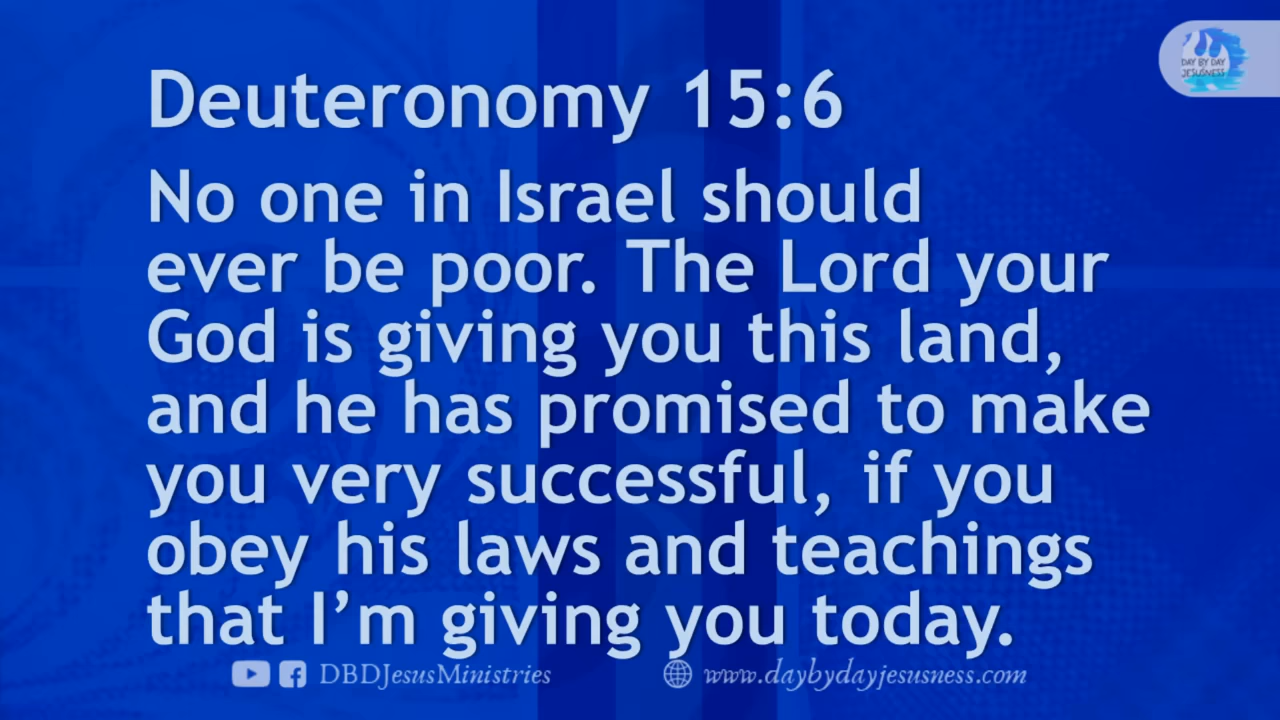 DAY BY DAY
JESUSNESS
Deuteronomy 15:6
No one in Israel should
ever be poor. The Lord your
God is giving you this land,
and he has promised to make
you very successful, if you
obey his laws and teachings
that I’m giving you today.
DBDJesusMinistries
www.daybydayjesusness.com